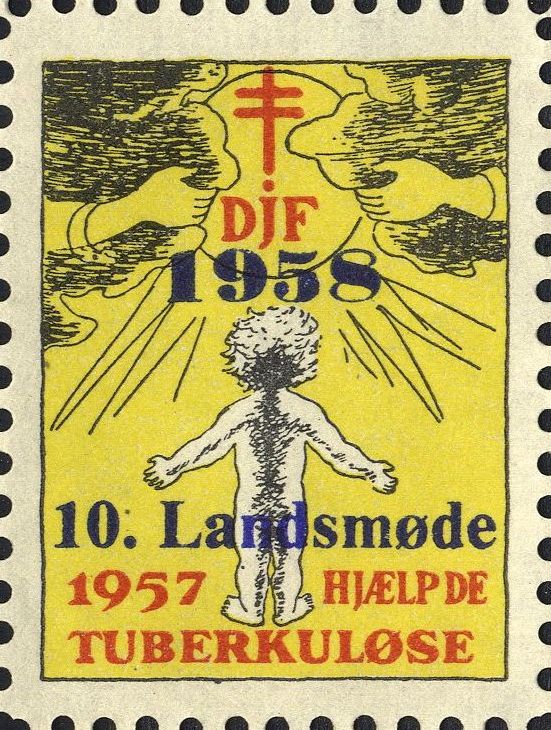 DJF
1958
10. Landsmøde
1957 HJÆLP DE
TUBERKULØSE